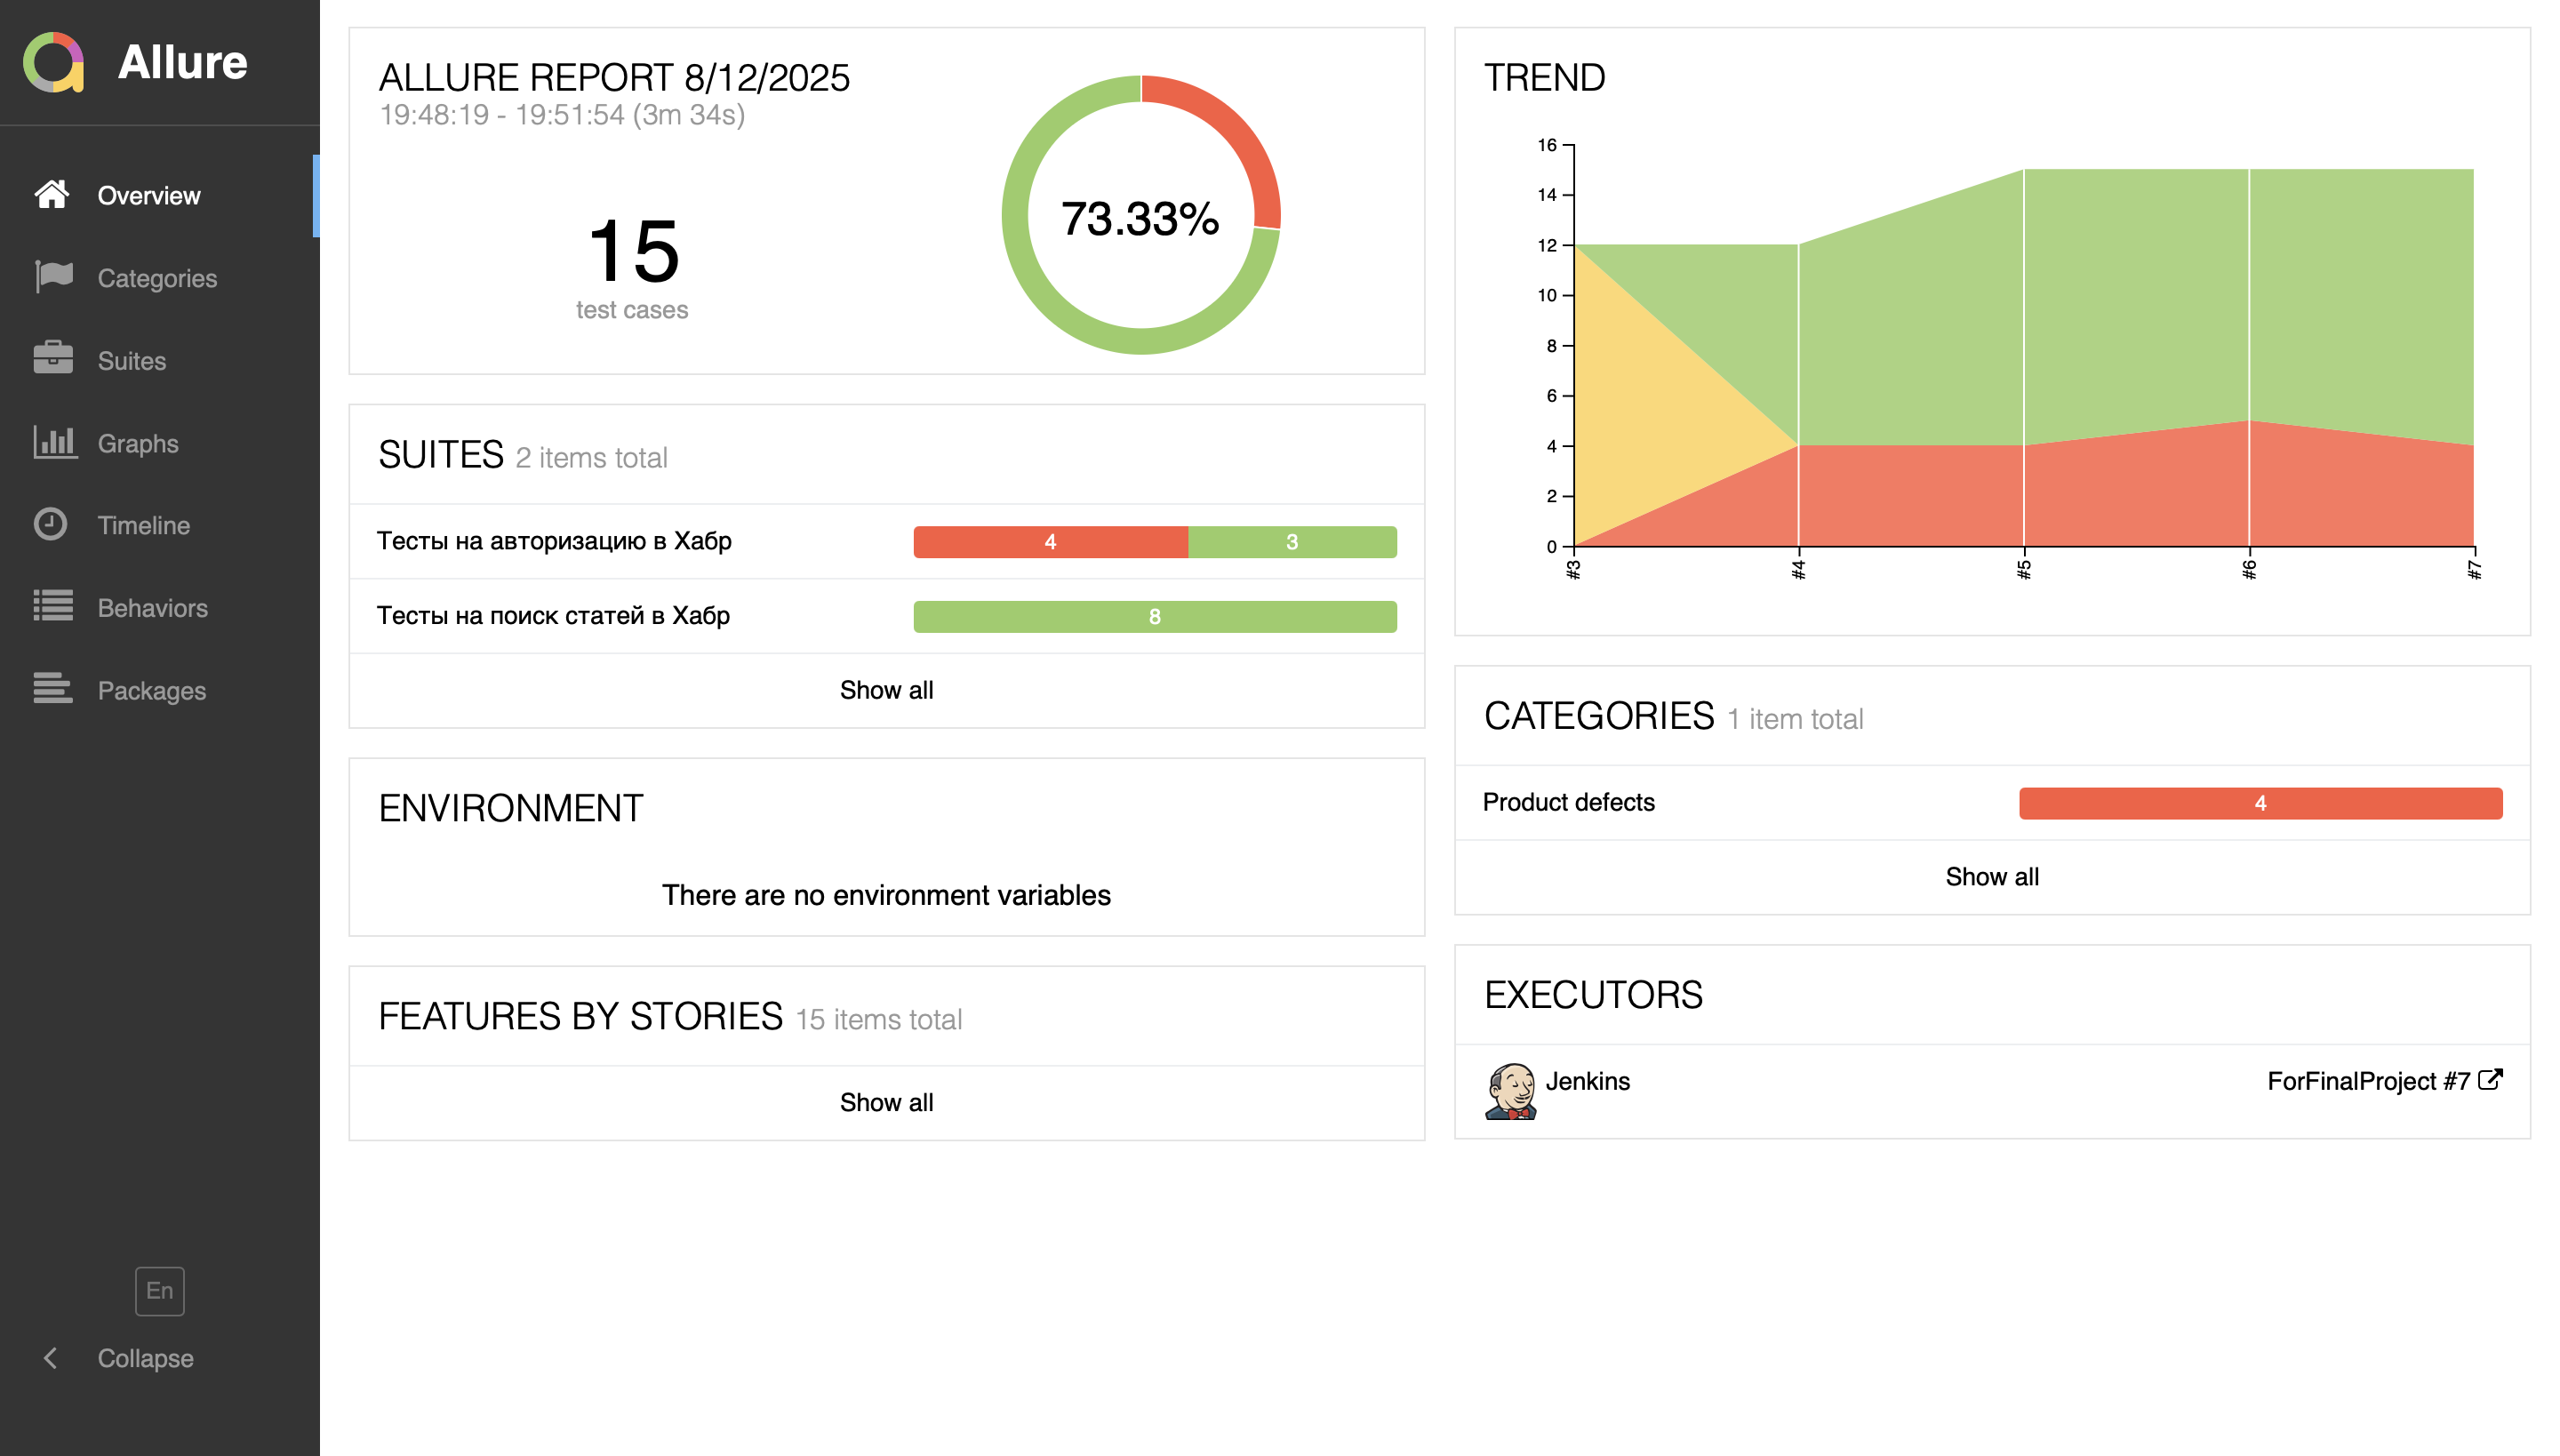 Allure
Overview
Categories
Suites
Graphs
Timeline
Behaviors
Packages
En
Collapse
ALLURE REPORT 8/12/2025
19:48:19 - 19:51:54 (3m 34s)
15
test cases
73.33%
SUITES 2 items total
Тесты на авторизацию в Хабр 4 3
Тесты на поиск статей в Хабр 8
Show all
ENVIRONMENT
There are no environment variables
FEATURES BY STORIES 15 items total
Show all
TREND
16
14
12
10
8
6
4
2
0
#3 #4 #5 #6 #7
CATEGORIES 1 item total
Product defects 4
Show all
EXECUTORS
Jenkins ForFinalProject #7